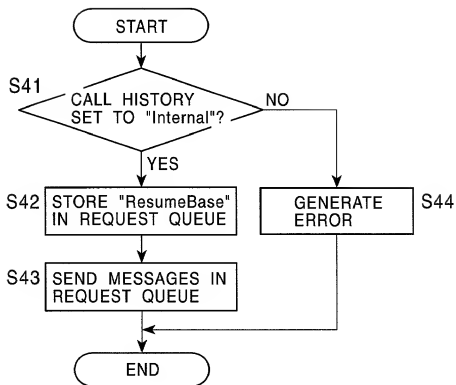 START
S41
CALL HISTORY
SET TO "Internal"?
NO
YES
S42
STORE "ResumeBase"
IN REQUEST QUEUE
GENERATE
ERROR
S44
S43
SEND MESSAGES IN
REQUEST QUEUE
END